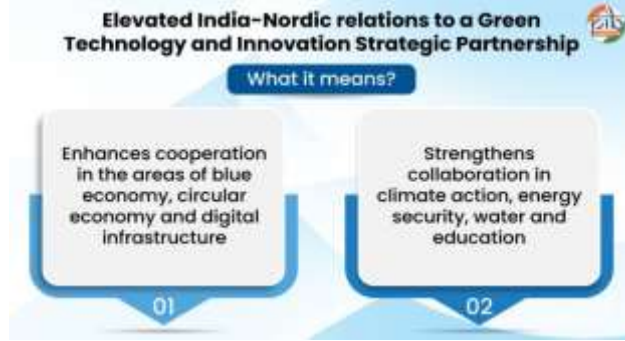 Elevated India-Nordic relations to a Green
Technology and Innovation Strategic Partnership
What it means?
Enhances cooperation
in the areas of blue
economy, circular
economy and digital
infrastructure
01
Strengthens
collaboration in
climate action, energy
security, water and
education
02